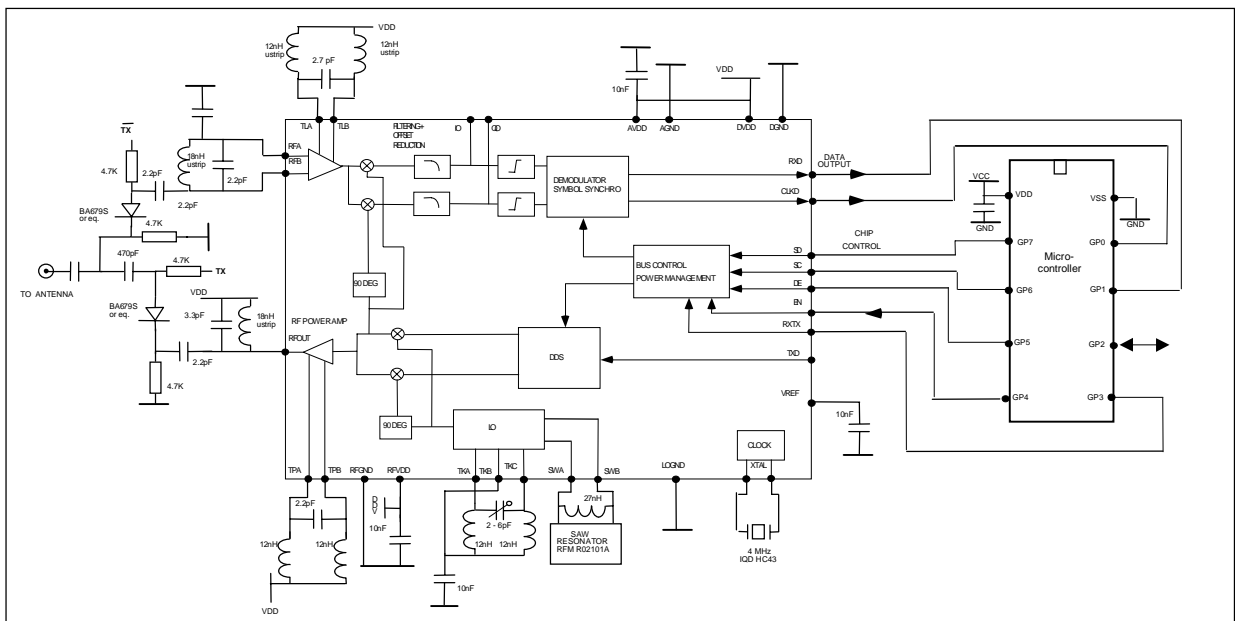 VDD
12nH
ustrip
12nH
ustrip
2.7 pF
10nF
VDD
TLA
TLB
FILTERING+
OFFSET
REDUCTION
IO
QD
AVDD
AGND
DVDD
DGND
TX
4.7K
2.2pF
18nH
ustrip
2.2pF
2.2pF
RFA
RFB
DEMODULATOR
SYMBOL SYNCHRO
RXD
DATA
OUTPUT
CLKD
VCC
VDD
GND
VSS
GND
BA679S
or eq.
4.7K
470pF
4.7K
TX
TO ANTENNA
BUS CONTROL
POWER MANAGEMENT
CHIP
CONTROL
SD
SC
DE
EN
RXTX
GP7
GP6
GP5
GP4
GP0
GP1
GP2
GP3
Micro-
controller
90 DEG
BA679S
or eq.
VDD
3.3pF
18nH
ustrip
RF POWER AMP
RFOUT
2.2pF
4.7K
DDS
TXD
VREF
10nF
90 DEG
LO
CLOCK
XTAL
TPA
TPB
RFGND
RFVDD
TKA
TKB
TKC
SWA
SWB
LOGND
2.2pF
12nH
12nH
VDD
VDD
10nF
2 - 6pF
12nH
12nH
10nF
27nH
SAW
RESONATOR
RFM R02101A
4 MHz
IQD HC43